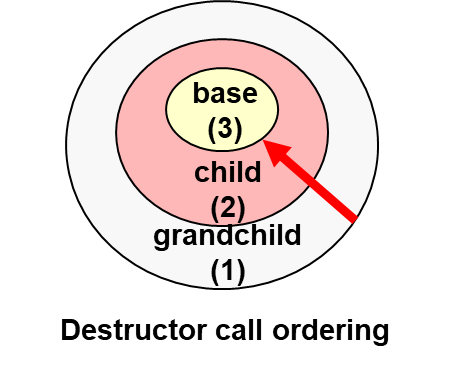 base
(3)
child
(2)
grandchild
(1)
Destructor call ordering